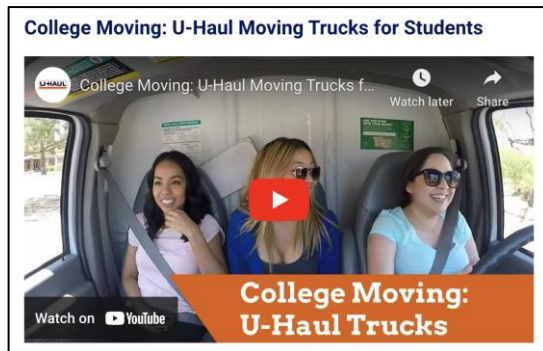 College Moving: U-Haul Moving Trucks for Students
U-HAUL
College Moving: U-Haul Moving Trucks f...
Watch later
Share
College Moving:
U-Haul Trucks
Watch on YouTube